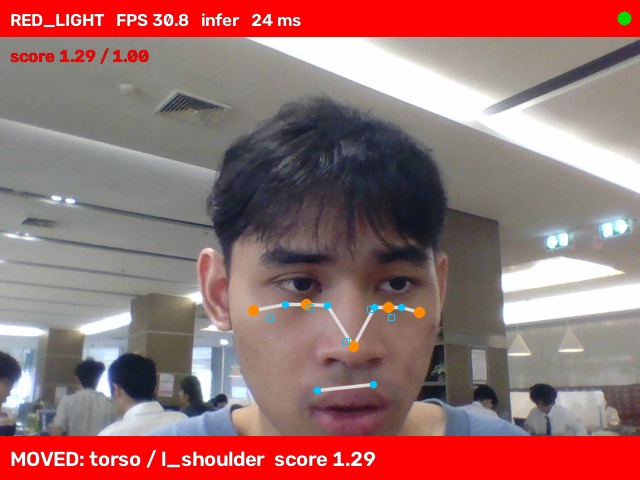 RED_LIGHT FPS 30.8 infer 24 ms
score 1.29 / 1.00
MOVED: torso / l_shoulder score 1.29